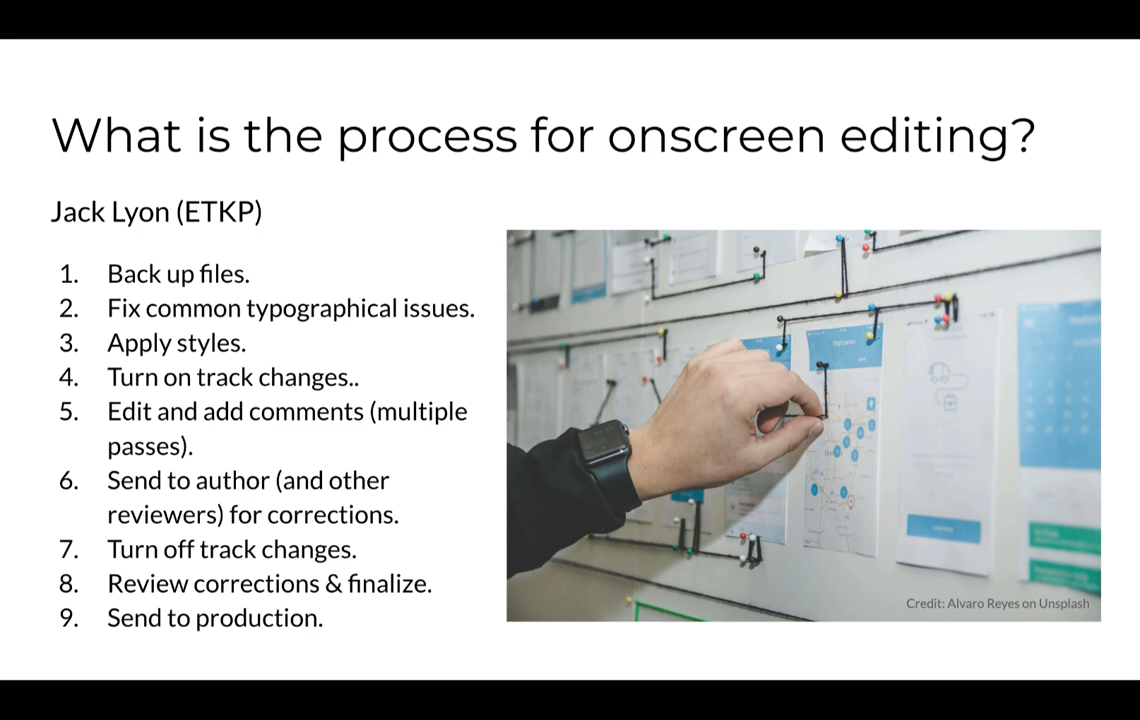 What is the process for onscreen editing?
Jack Lyon (ETKP)
1. Back up files.
2. Fix common typographical issues.
3. Apply styles.
4. Turn on track changes..
5. Edit and add comments (multiple
passes).
6. Send to author (and other
reviewers) for corrections.
7. Turn off track changes.
8. Review corrections & finalize.
9. Send to production.
Credit: Alvaro Reyes on Unsplash